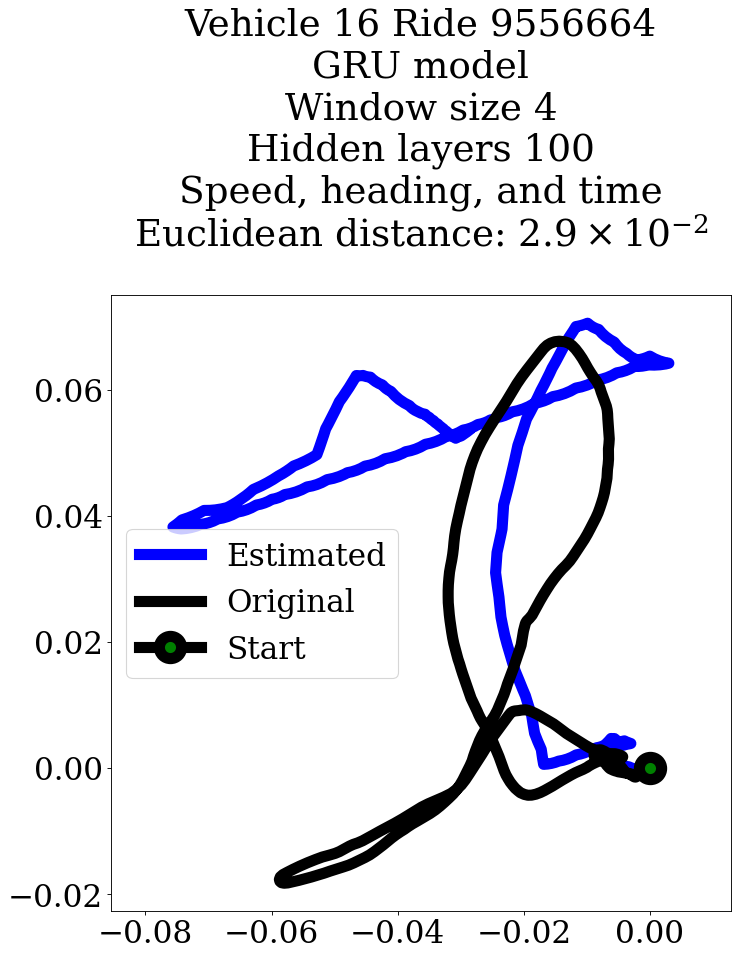 Vehicle 16 Ride 9556664
GRU model
Window size 4
Hidden layers 100
Speed, heading, and time
Euclidean distance: 2.9 × 10⁻²
0.06
0.04
0.02
0.00
−0.02
Estimated
Original
Start
−0.08 −0.06 −0.04 −0.02 0.00